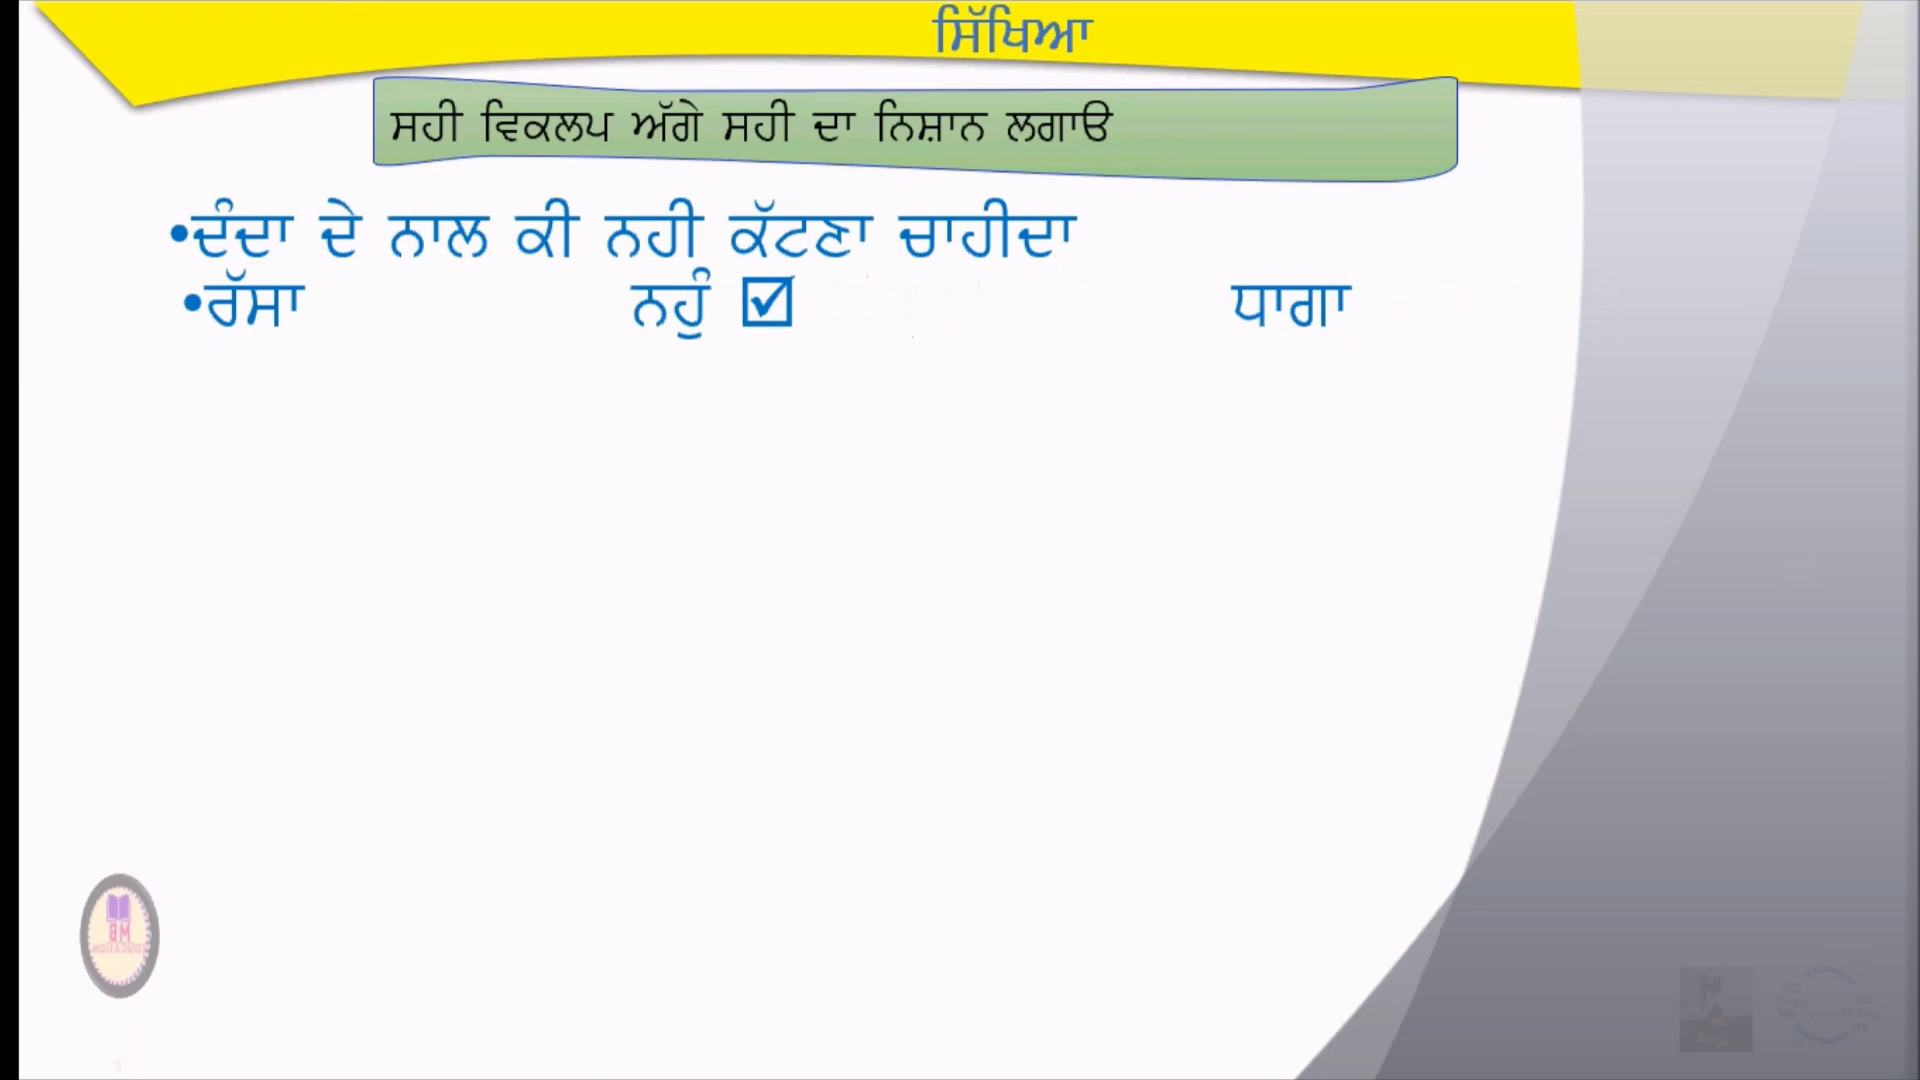 ਸਿੱਖਿਆ
ਸਹੀ ਵਿਕਲਪ ਅੱਗੇ ਸਹੀ ਦਾ ਨਿਸ਼ਾਨ ਲਗਾੳ
•ਦੰਦਾ ਦੇ ਨਾਲ ਕੀ ਨਹੀ ਕੱਟਣਾ ਚਾਹੀਦਾ
•ਰੱਸਾ ਨਹੁੰ ☑ ਧਾਗਾ